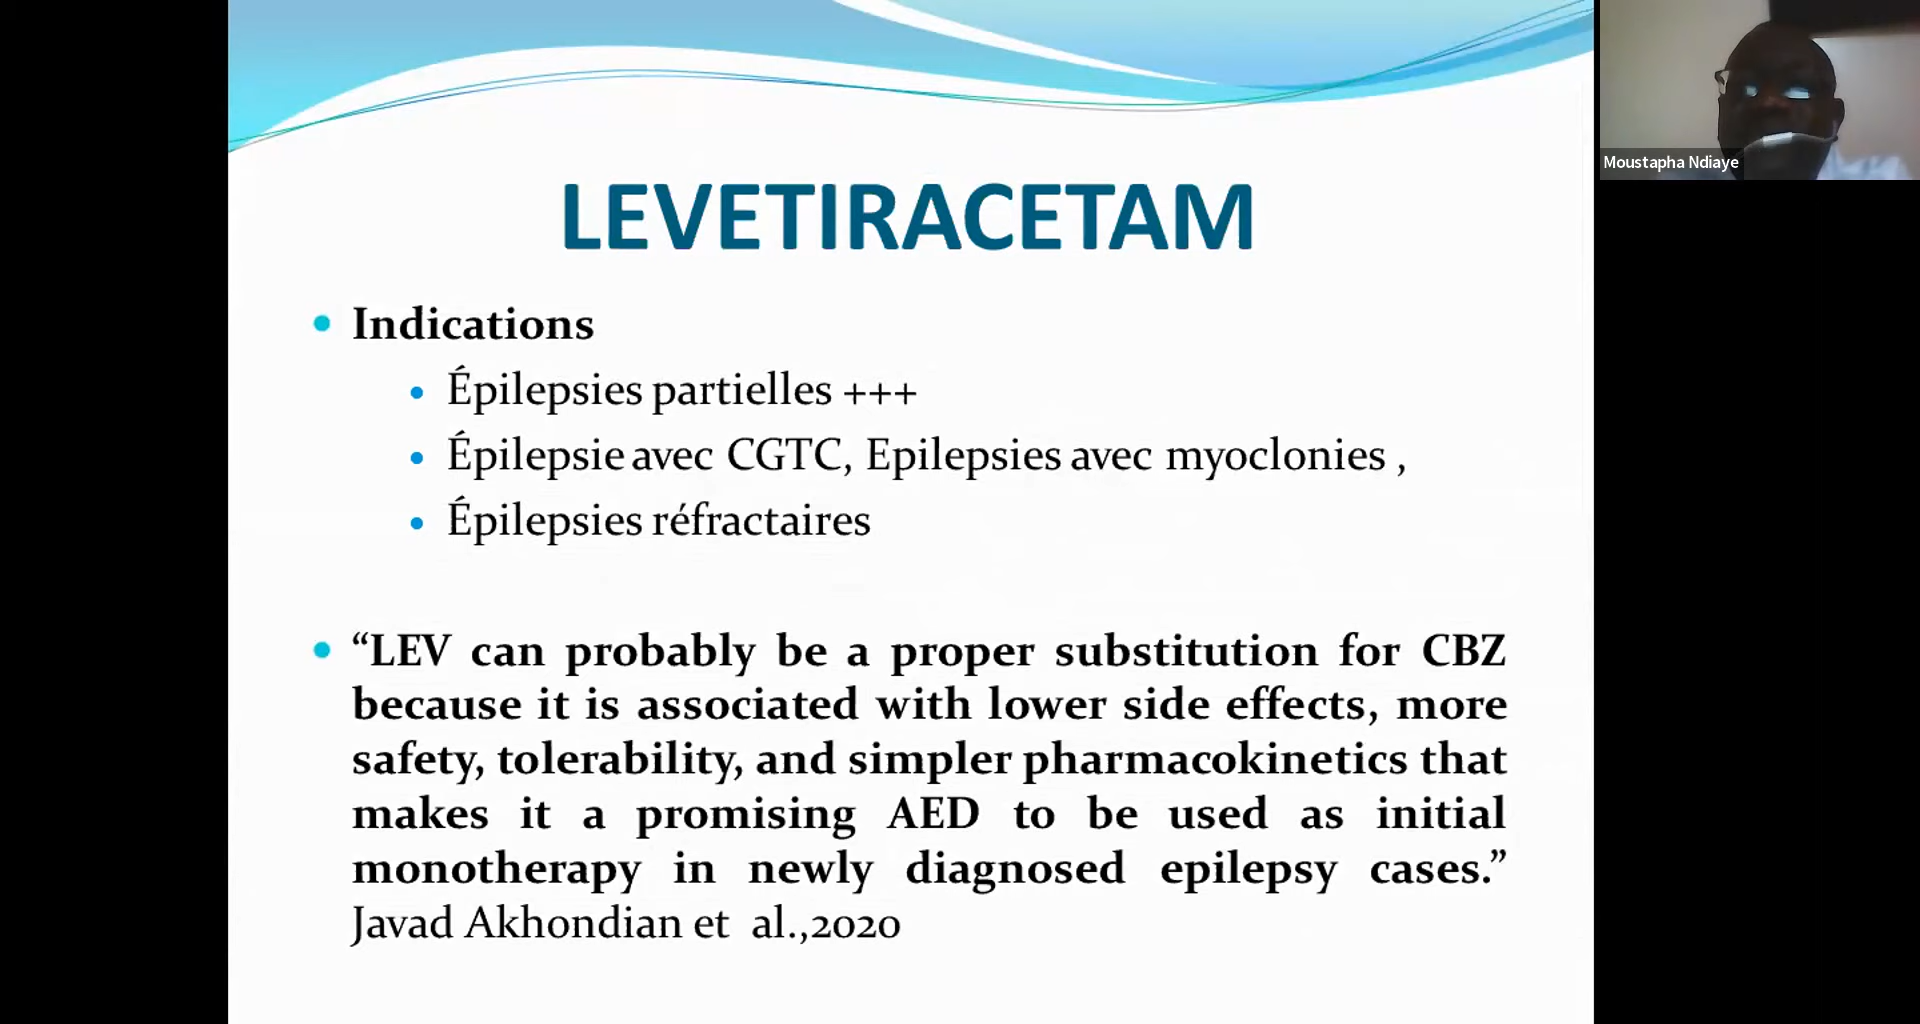 Moustapha Ndiaye
LEVETIRACETAM
Indications
Épilepsies partielles +++
Épilepsie avec CGTC, Epilepsies avec myoclonies ,
Épilepsies réfractaires
“LEV can probably be a proper substitution for CBZ
because it is associated with lower side effects, more
safety, tolerability, and simpler pharmacokinetics that
makes it a promising AED to be used as initial
monotherapy in newly diagnosed epilepsy cases.”
Javad Akhondian et al.,2020